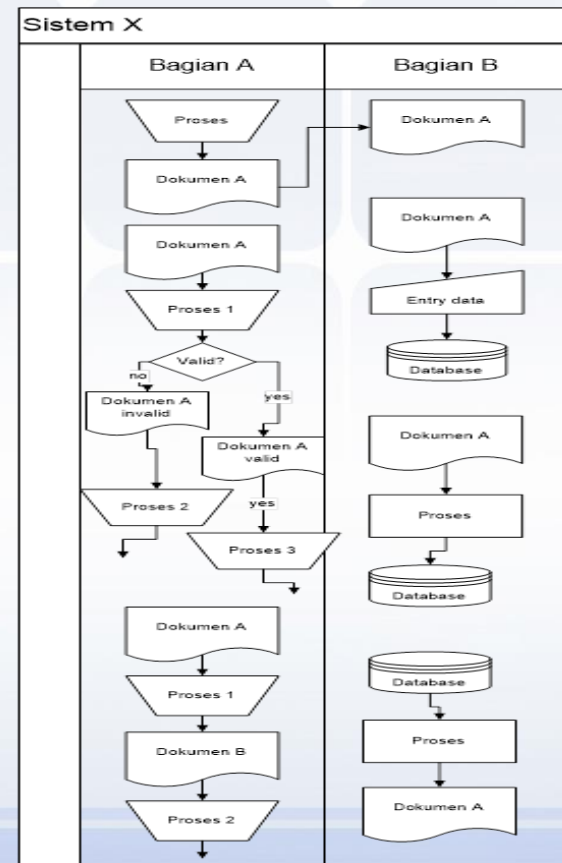 Sistem X
Bagian A
Bagian B
Proses
Dokumen A
Dokumen A
Dokumen A
Proses 1
Valid?
no
yes
Dokumen A
invalid
Dokumen A
valid
Proses 2
yes
Proses 3
Dokumen A
Proses 1
Dokumen B
Proses 2
Dokumen A
Entry data
Database
Dokumen A
Proses
Database
Database
Proses
Dokumen A